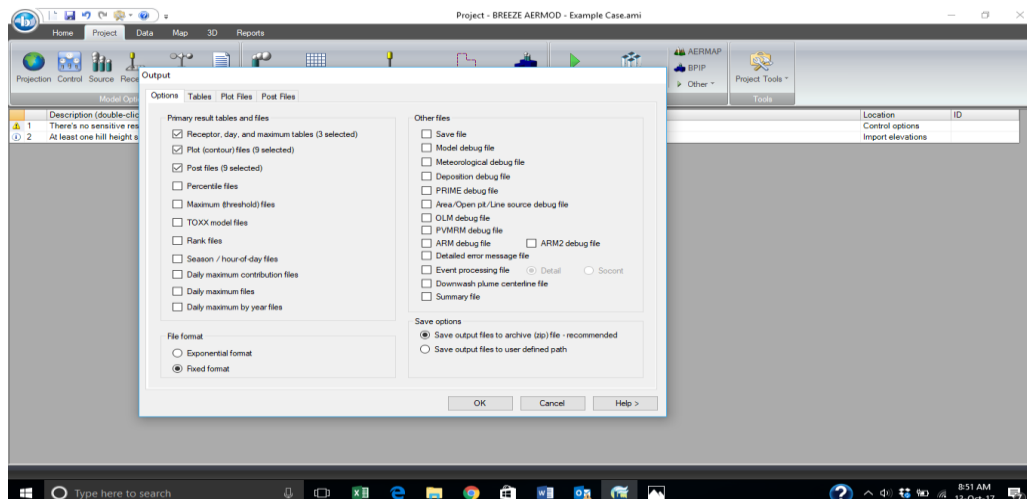 Project - BREEZE AERMOD - Example Case.ami
Home Project Data Map 3D Reports
Projection Control Source Rece
AERMAP
BPIP
Other
Project Tools
Model Opti
Tools
Output
Options Tables Plot Files Post Files
Primary result tables and files
Receptor, day, and maximum tables (3 selected)
Plot (contour) files (9 selected)
Post files (9 selected)
Percentile files
Maximum (threshold) files
TOXX model files
Rank files
Season / hour-of-day files
Daily maximum contribution files
Daily maximum files
Daily maximum by year files
File format
Exponential format
Fixed format
Other files
Save file
Model debug file
Meteorological debug file
Deposition debug file
PRIME debug file
Area/Open pit/Line source debug file
OLM debug file
PVMRM debug file
ARM debug file ARM2 debug file
Detailed error message file
Event processing file Detail Socont
Downwash plume centerline file
Summary file
Save options
Save output files to archive (zip) file - recommended
Save output files to user defined path
OK Cancel Help >
Description (double-clic Location ID
1 There's no sensitive res Control options
2 At least one hill height s Import elevations
Type here to search
8:51 AM
13-Oct-17